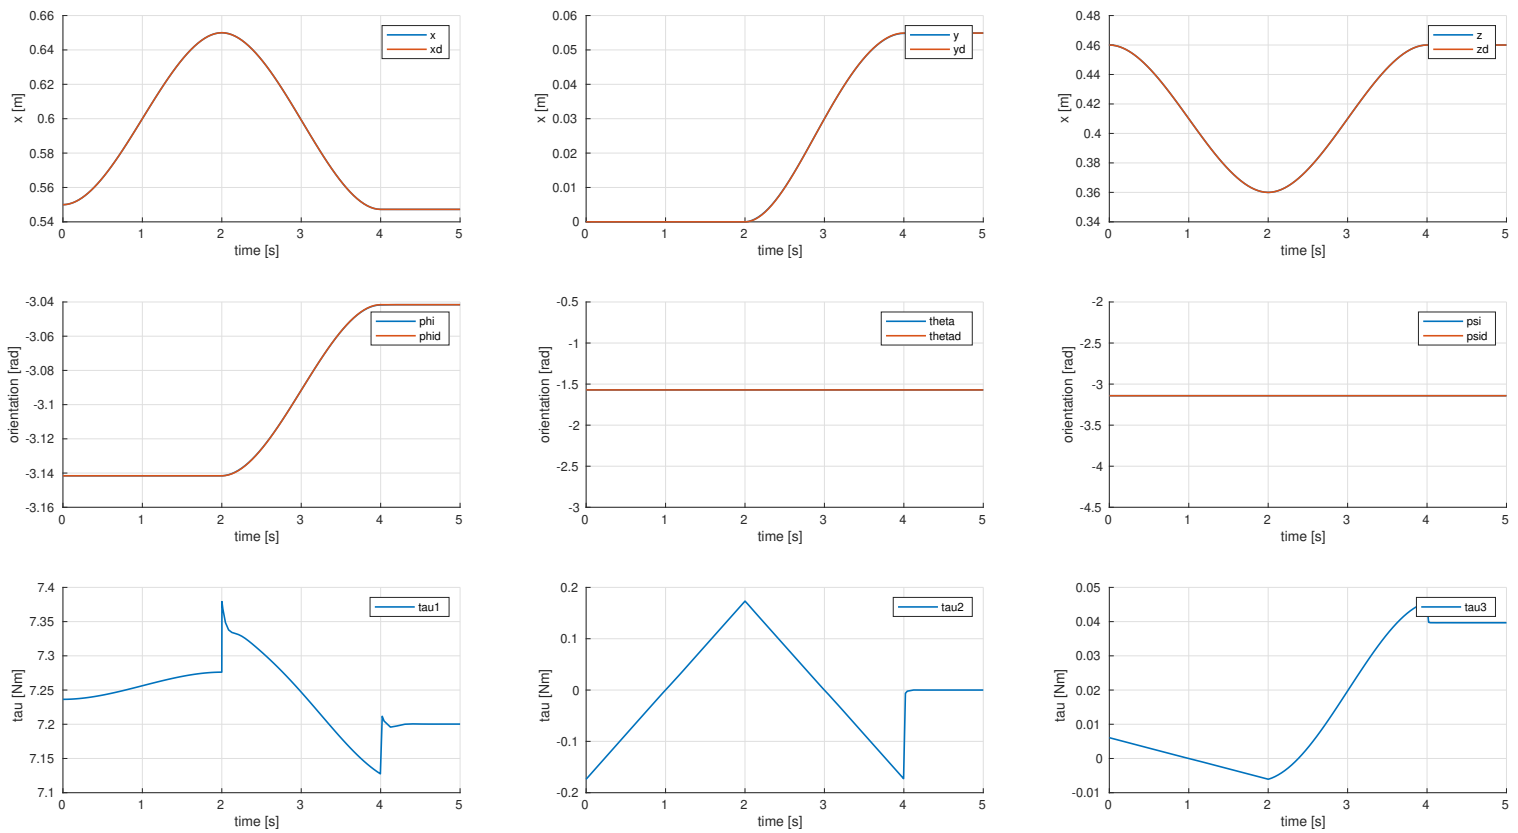 0.66
0.64
0.62
0.6
0.58
0.56
0.54
x [m]
x
xd
0 1 2 3 4 5
time [s]
0.06
0.05
0.04
0.03
0.02
0.01
0
x [m]
y
yd
0 1 2 3 4 5
time [s]
0.48
0.46
0.44
0.42
0.4
0.38
0.36
0.34
x [m]
z
zd
0 1 2 3 4 5
time [s]
-3.04
-3.06
-3.08
-3.1
-3.12
-3.14
-3.16
orientation [rad]
phi
phid
0 1 2 3 4 5
time [s]
-0.5
-1
-1.5
-2
-2.5
-3
orientation [rad]
theta
thetad
0 1 2 3 4 5
time [s]
-2
-2.5
-3
-3.5
-4
-4.5
orientation [rad]
psi
psid
0 1 2 3 4 5
time [s]
7.4
7.35
7.3
7.25
7.2
7.15
7.1
tau [Nm]
tau1
0 1 2 3 4 5
time [s]
0.2
0.1
0
-0.1
-0.2
tau [Nm]
tau2
0 1 2 3 4 5
time [s]
0.05
0.04
0.03
0.02
0.01
0
-0.01
tau [Nm]
tau3
0 1 2 3 4 5
time [s]